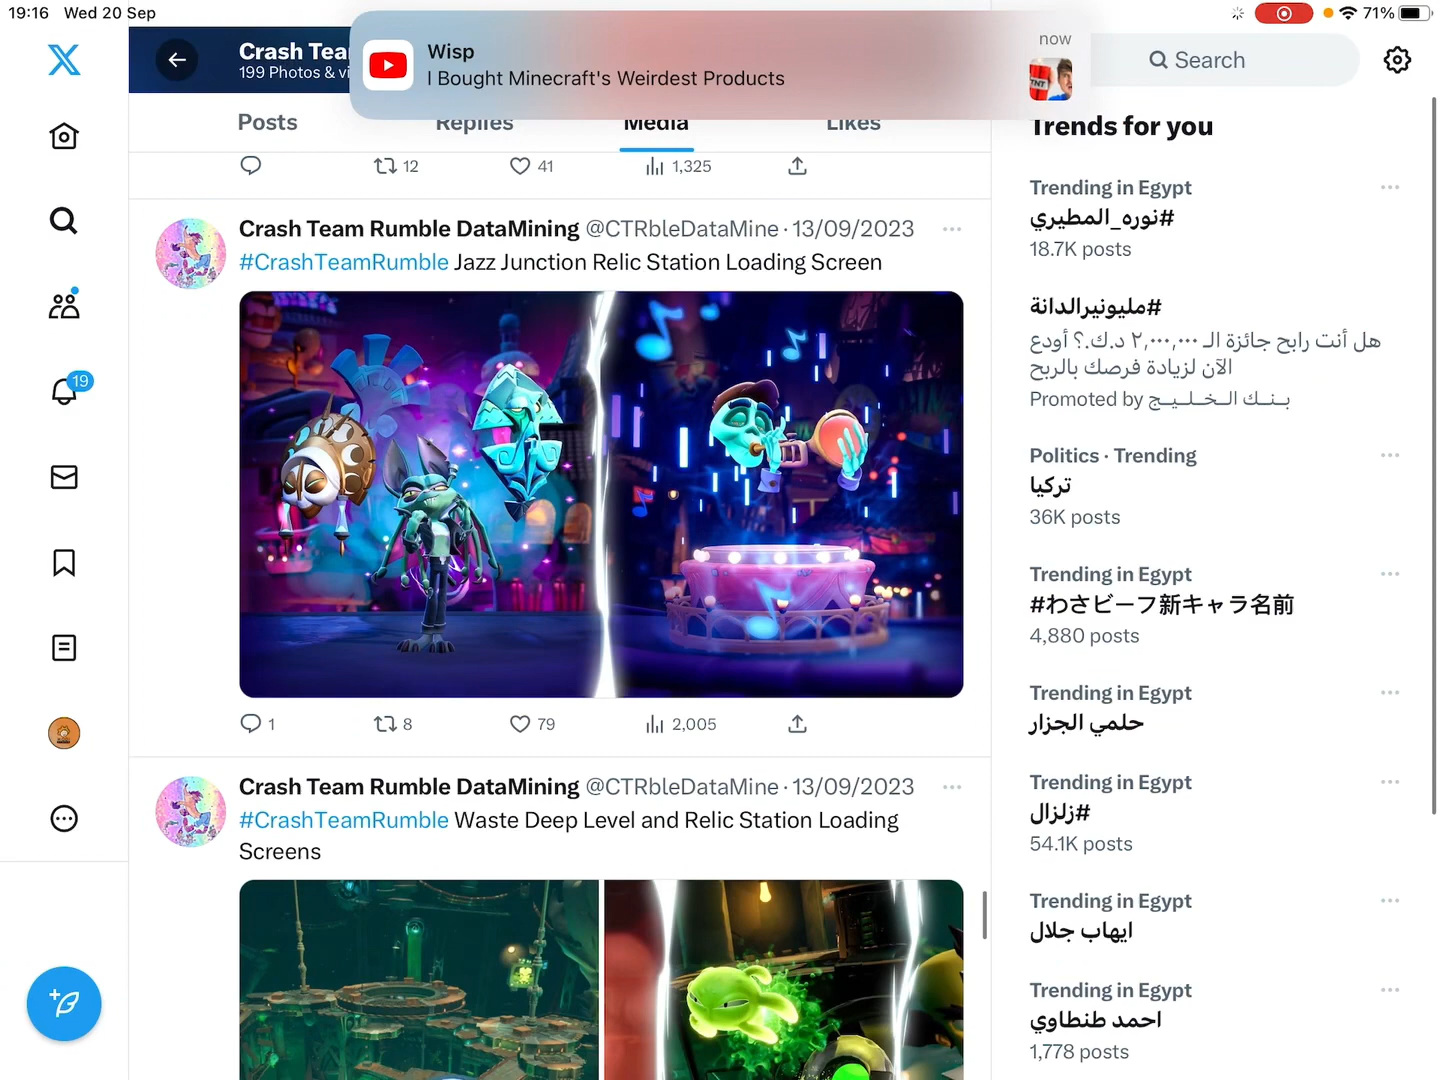 19:16 Wed 20 Sep
71%
Crash Tea
199 Photos & vi
Wisp
I Bought Minecraft's Weirdest Products
now
Search
Posts
Replies
Media
Likes
12
41
1,325
Crash Team Rumble DataMining @CTRbleDataMine · 13/09/2023
#CrashTeamRumble Jazz Junction Relic Station Loading Screen
1
8
79
2,005
Crash Team Rumble DataMining @CTRbleDataMine · 13/09/2023
#CrashTeamRumble Waste Deep Level and Relic Station Loading
Screens
19
Trends for you
Trending in Egypt
#نوره_المطيري
18.7K posts
#مليونيرالدانة
هل أنت رابح جائزة الـ ٢,٠٠٠,٠٠٠ د.ك.؟ أودع
الآن لزيادة فرصك بالربح
Promoted by بـنـك الـخـلـيـج
Politics · Trending
تركيا
36K posts
Trending in Egypt
#わさビーフ新キャラ名前
4,880 posts
Trending in Egypt
حلمي الجزار
Trending in Egypt
#زلزال
54.1K posts
Trending in Egypt
ايهاب جلال
Trending in Egypt
احمد طنطاوي
1,778 posts